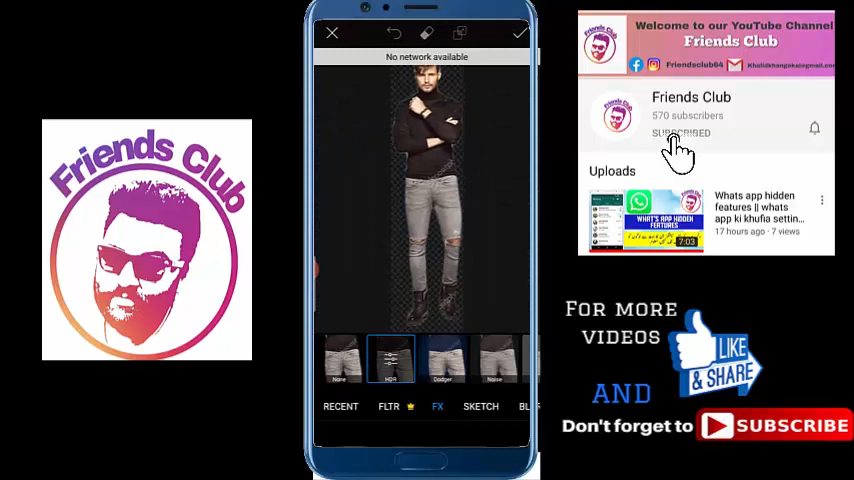 Friends Club
No network available
None
HDR
Dodger
Noise
RECENT
FLTR
FX
SKETCH
Welcome to our YouTube Channel
Friends Club
Friendsclub64
Friends Club
570 subscribers
SUBSCRIBED
Uploads
WHAT'S APP HIDDEN
FEATURES
7:03
Whats app hidden
features || whats
app ki khufia settin...
17 hours ago · 7 views
FOR MORE
VIDEOS
LIKE
& SHARE
AND
Don't forget to
SUBSCRIBE